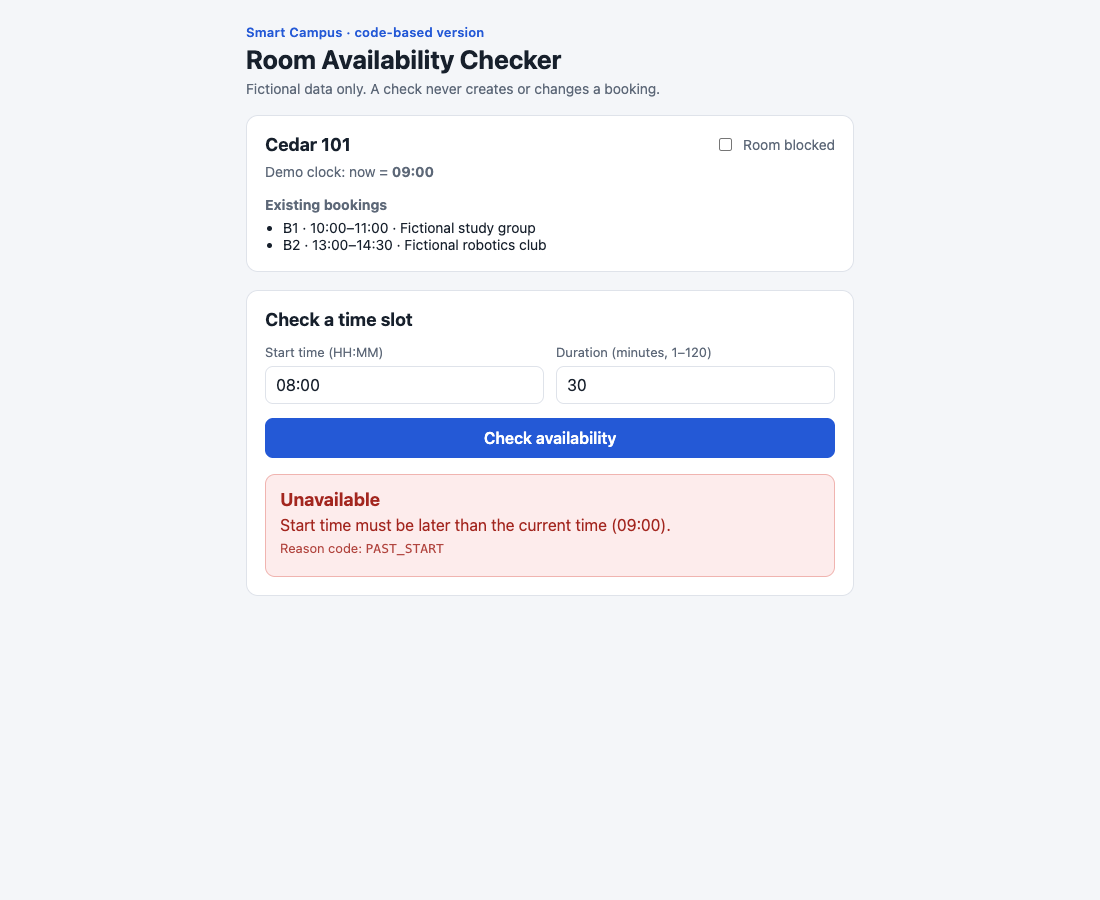 Smart Campus · code-based version
Room Availability Checker
Fictional data only. A check never creates or changes a booking.
Cedar 101
Room blocked
Demo clock: now = 09:00
Existing bookings
• B1 · 10:00–11:00 · Fictional study group
• B2 · 13:00–14:30 · Fictional robotics club
Check a time slot
Start time (HH:MM)
Duration (minutes, 1–120)
08:00
30
Check availability
Unavailable
Start time must be later than the current time (09:00).
Reason code: PAST_START